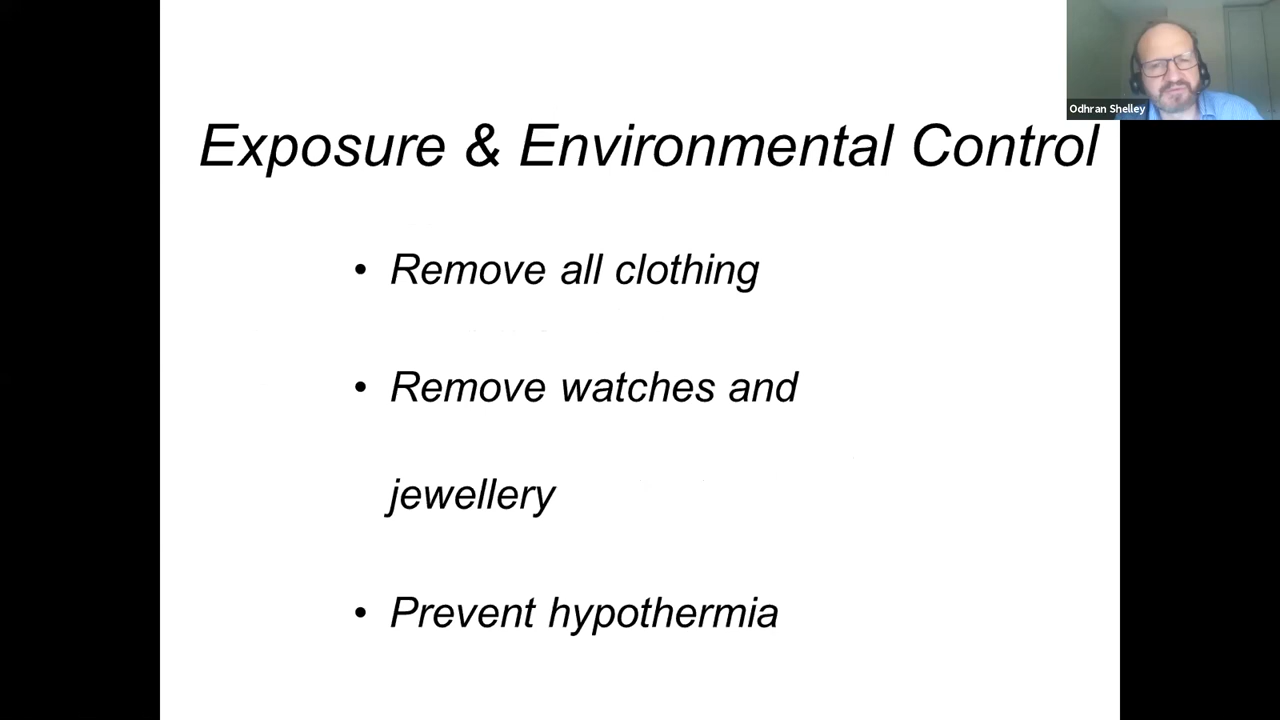 Odhran Shelley
Exposure & Environmental Control
• Remove all clothing
• Remove watches and
jewellery
• Prevent hypothermia